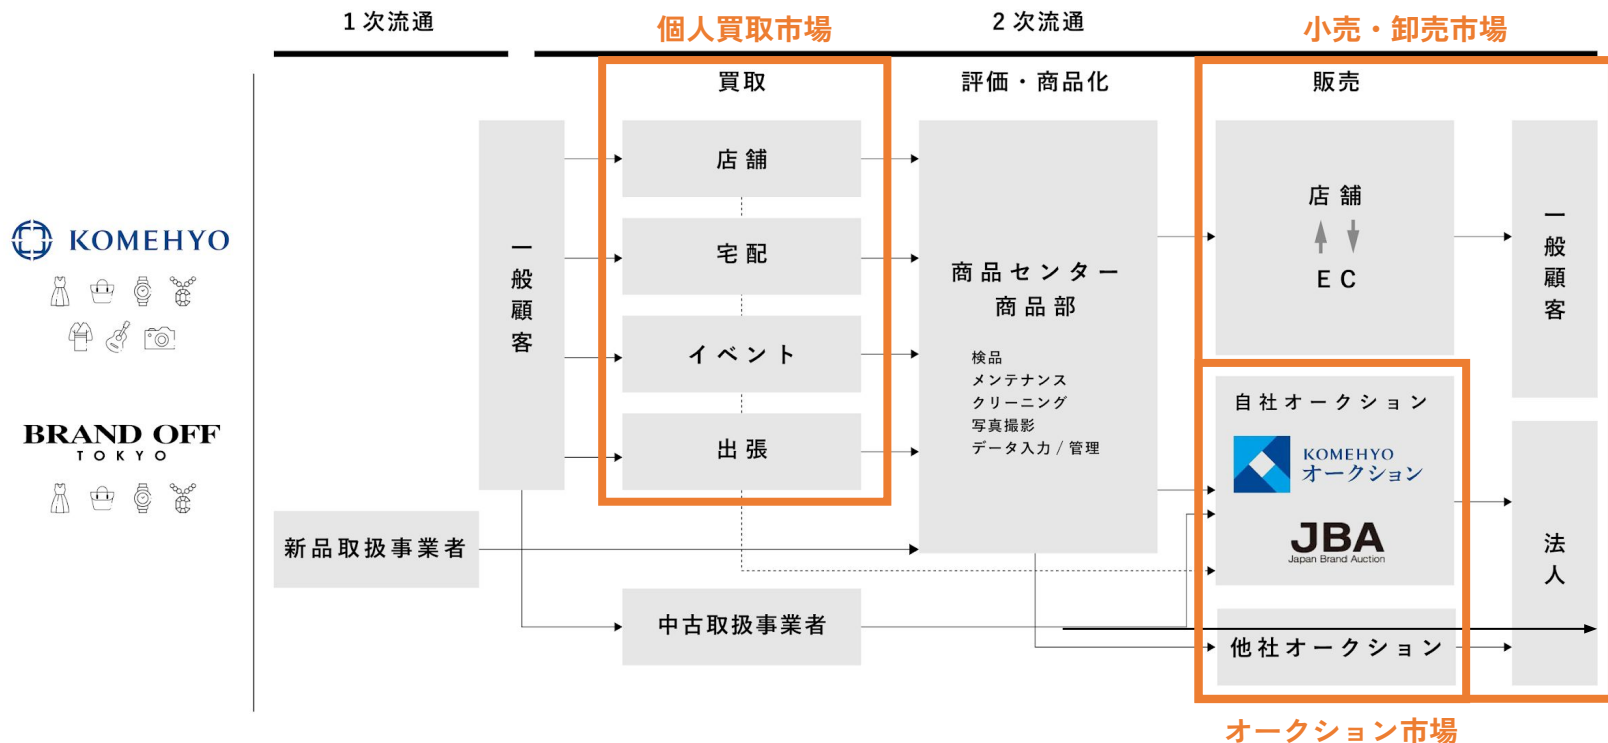 1次流通
個人買取市場
2次流通
小売・卸売市場
買取
評価・商品化
販売
KOMEHYO
BRAND OFF
TOKYO
一般顧客
新品取扱事業者
店舗
宅配
イベント
出張
中古取扱事業者
商品センター
商品部
検品
メンテナンス
クリーニング
写真撮影
データ入力/管理
店舗
EC
自社オークション
KOMEHYO
オークション
JBA
Japan Brand Auction
他社オークション
一般顧客
法人
オークション市場